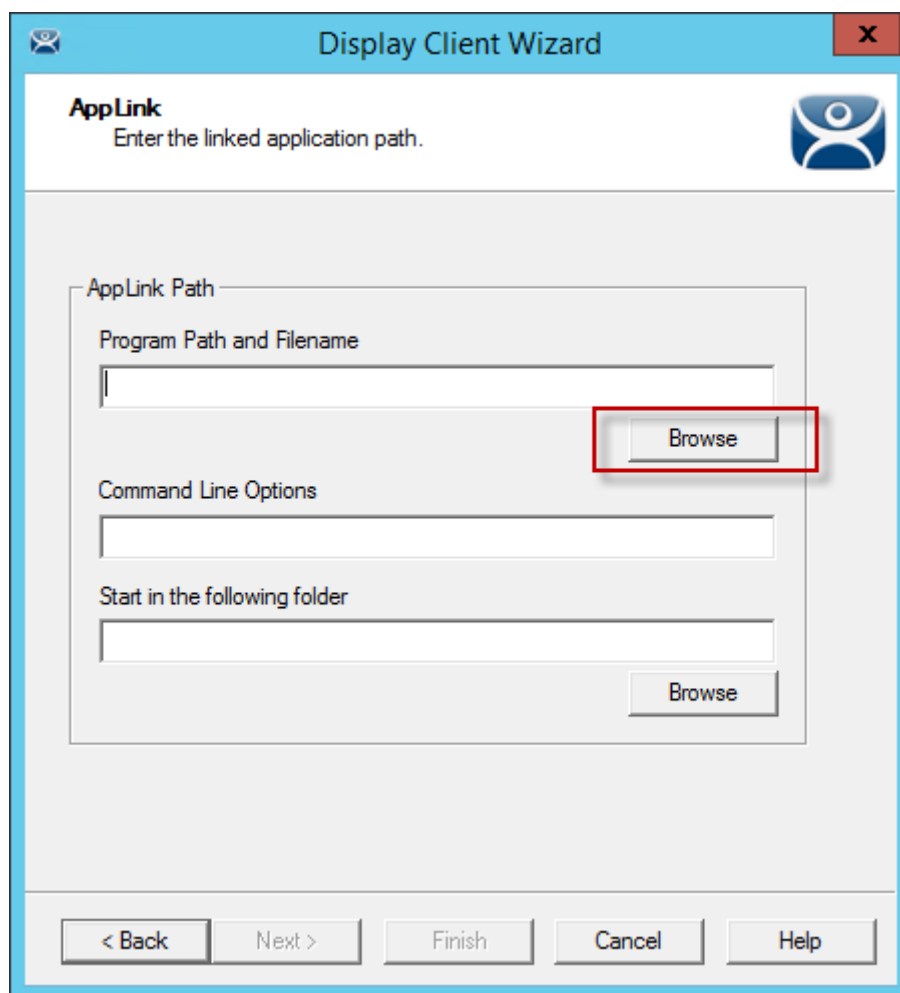 Display Client Wizard
x
AppLink
Enter the linked application path.
AppLink Path
Program Path and Filename
Browse
Command Line Options
Start in the following folder
Browse
< Back Next > Finish Cancel Help